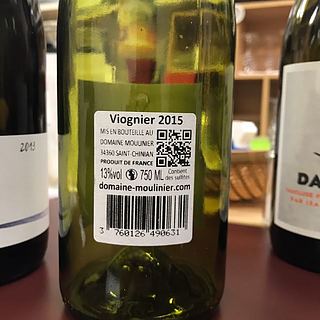 Viognier 2015
MIS EN BOUTEILLE AU
DOMAINE MOULINIER
34360 SAINT-CHINIAN
PRODUIT DE FRANCE
13%vol 750 ML Contient
des sulfites
domaine-moulinier.com
3 760126 490631
2013
DA